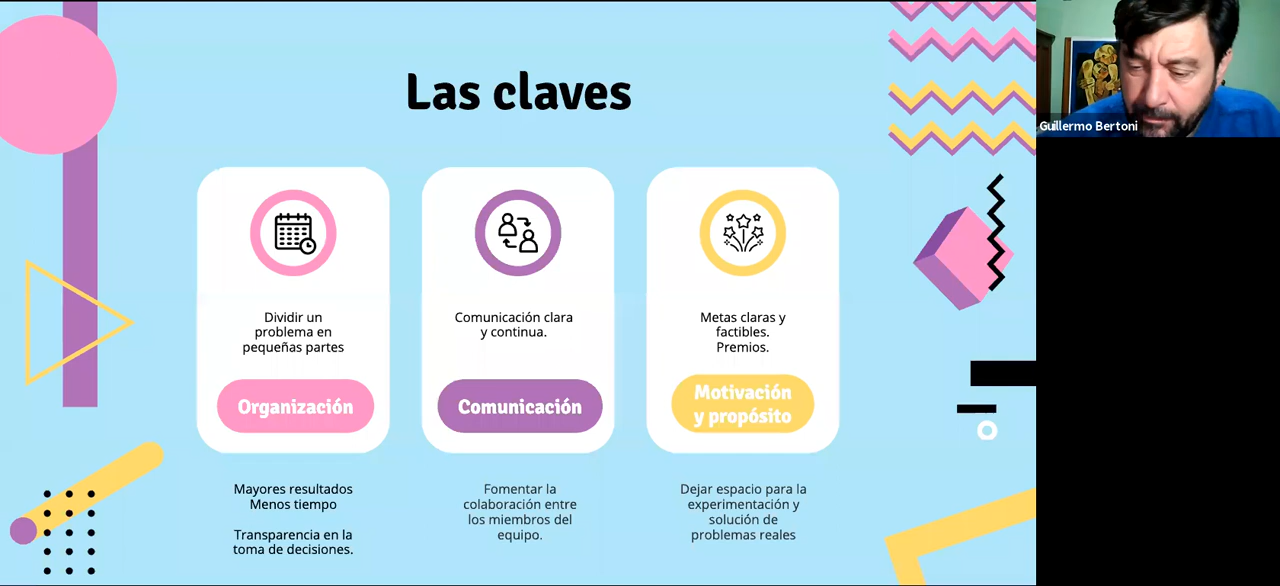 Las claves
Guillermo Bertoni
Dividir un
problema en
pequeñas partes
Organización
Mayores resultados
Menos tiempo
Transparencia en la
toma de decisiones.
Comunicación clara
y continua.
Comunicación
Fomentar la
colaboración entre
los miembros del
equipo.
Metas claras y
factibles.
Premios.
Motivación
y propósito
Dejar espacio para la
experimentación y
solución de
problemas reales